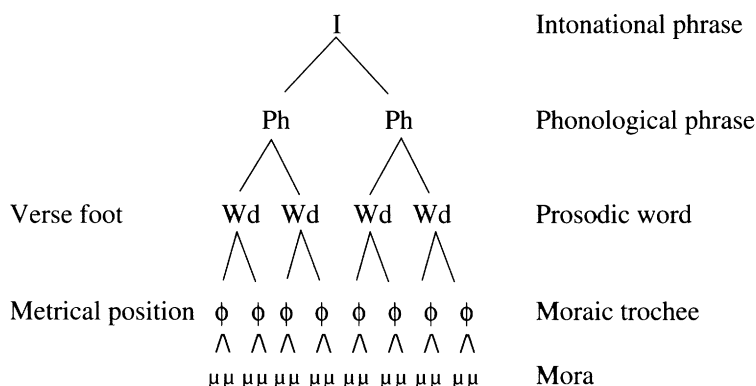 I Intonational phrase
Ph Ph Phonological phrase
Verse foot Wd Wd Wd Wd Prosodic word
Metrical position ϕ ϕ ϕ ϕ ϕ ϕ ϕ ϕ Moraic trochee
μμ μμ μμ μμ μμ μμ μμ μμ Mora